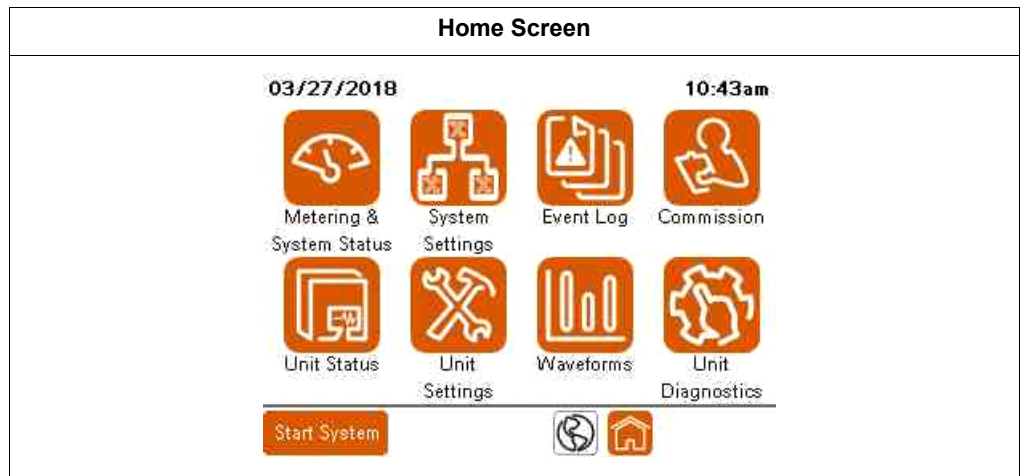 Home Screen
03/27/2018 10:43am
Metering & System Event Log Commission
System Status Settings
Unit Status Unit Waveforms Unit
Settings Diagnostics
Start System